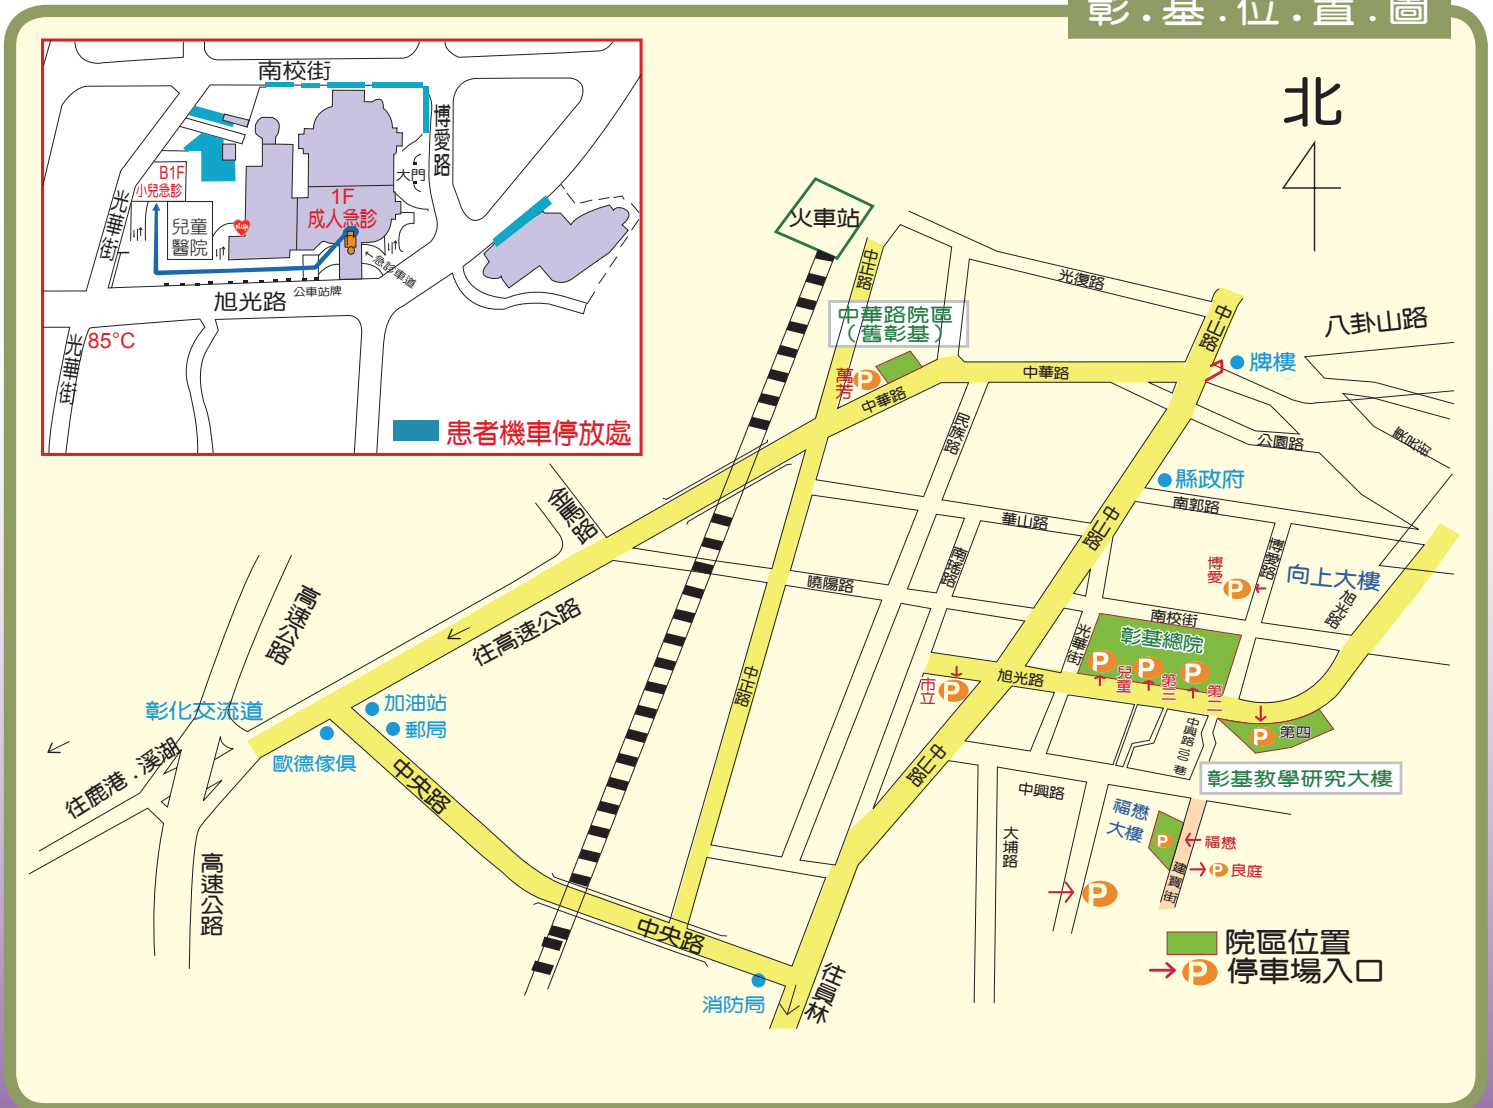 彰.基.位.置.圖
南校街
博愛路
大門
B1F
小兒急診
1F
成人急診
光華街
兒童
醫院
←急診車道
公車站牌
旭光路
光華街
85°C
患者機車停放處
北
火車站
中正路
光復路
中山路
八卦山路
中華路院區
(舊彰基)
牌樓
萬芳
P
中華路
中華路
民族路
公園路
縣政府
南郭路
金馬路
中山路
華山路
南瑤路
曉陽路
博愛路
博愛
P
向上大樓
旭光路
高速公路
往高速公路
南校街
彰基總院
光華街
P
P
P
兒童
第三
第二
旭光路
市立
P
中正路
彰化交流道
加油站
郵局
歐德傢俱
往鹿港.溪湖
中央路
中山路
中興路100巷
P
第四
彰基教學研究大樓
中興路
大埔路
福懋
大樓
P
福懋
P
良庭
建寶街
P
高速公路
中央路
消防局
往員林
院區位置
P
停車場入口